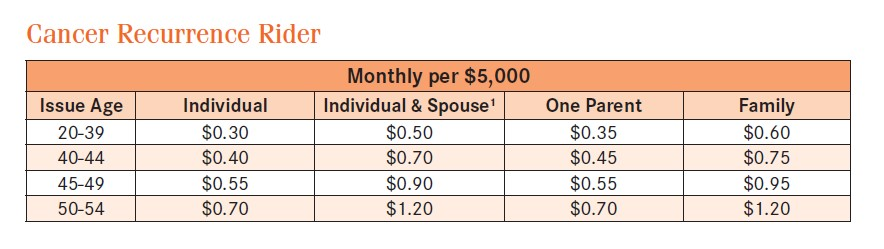 Cancer Recurrence Rider
Monthly per $5,000
Issue Age Individual Individual & Spouse¹ One Parent Family
20-39 $0.30 $0.50 $0.35 $0.60
40-44 $0.40 $0.70 $0.45 $0.75
45-49 $0.55 $0.90 $0.55 $0.95
50-54 $0.70 $1.20 $0.70 $1.20